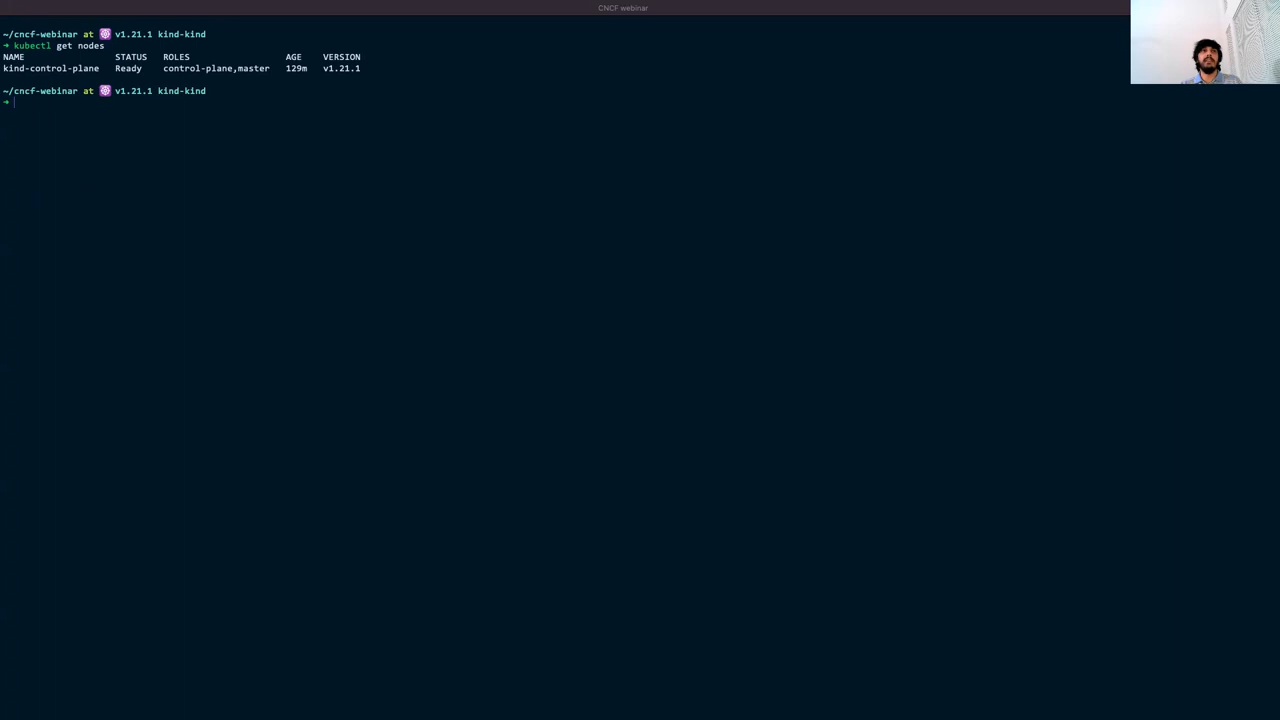 CNCF webinar
~/cncf-webinar at v1.21.1 kind-kind
➜ kubectl get nodes
NAME STATUS ROLES AGE VERSION
kind-control-plane Ready control-plane,master 129m v1.21.1
~/cncf-webinar at v1.21.1 kind-kind
➜